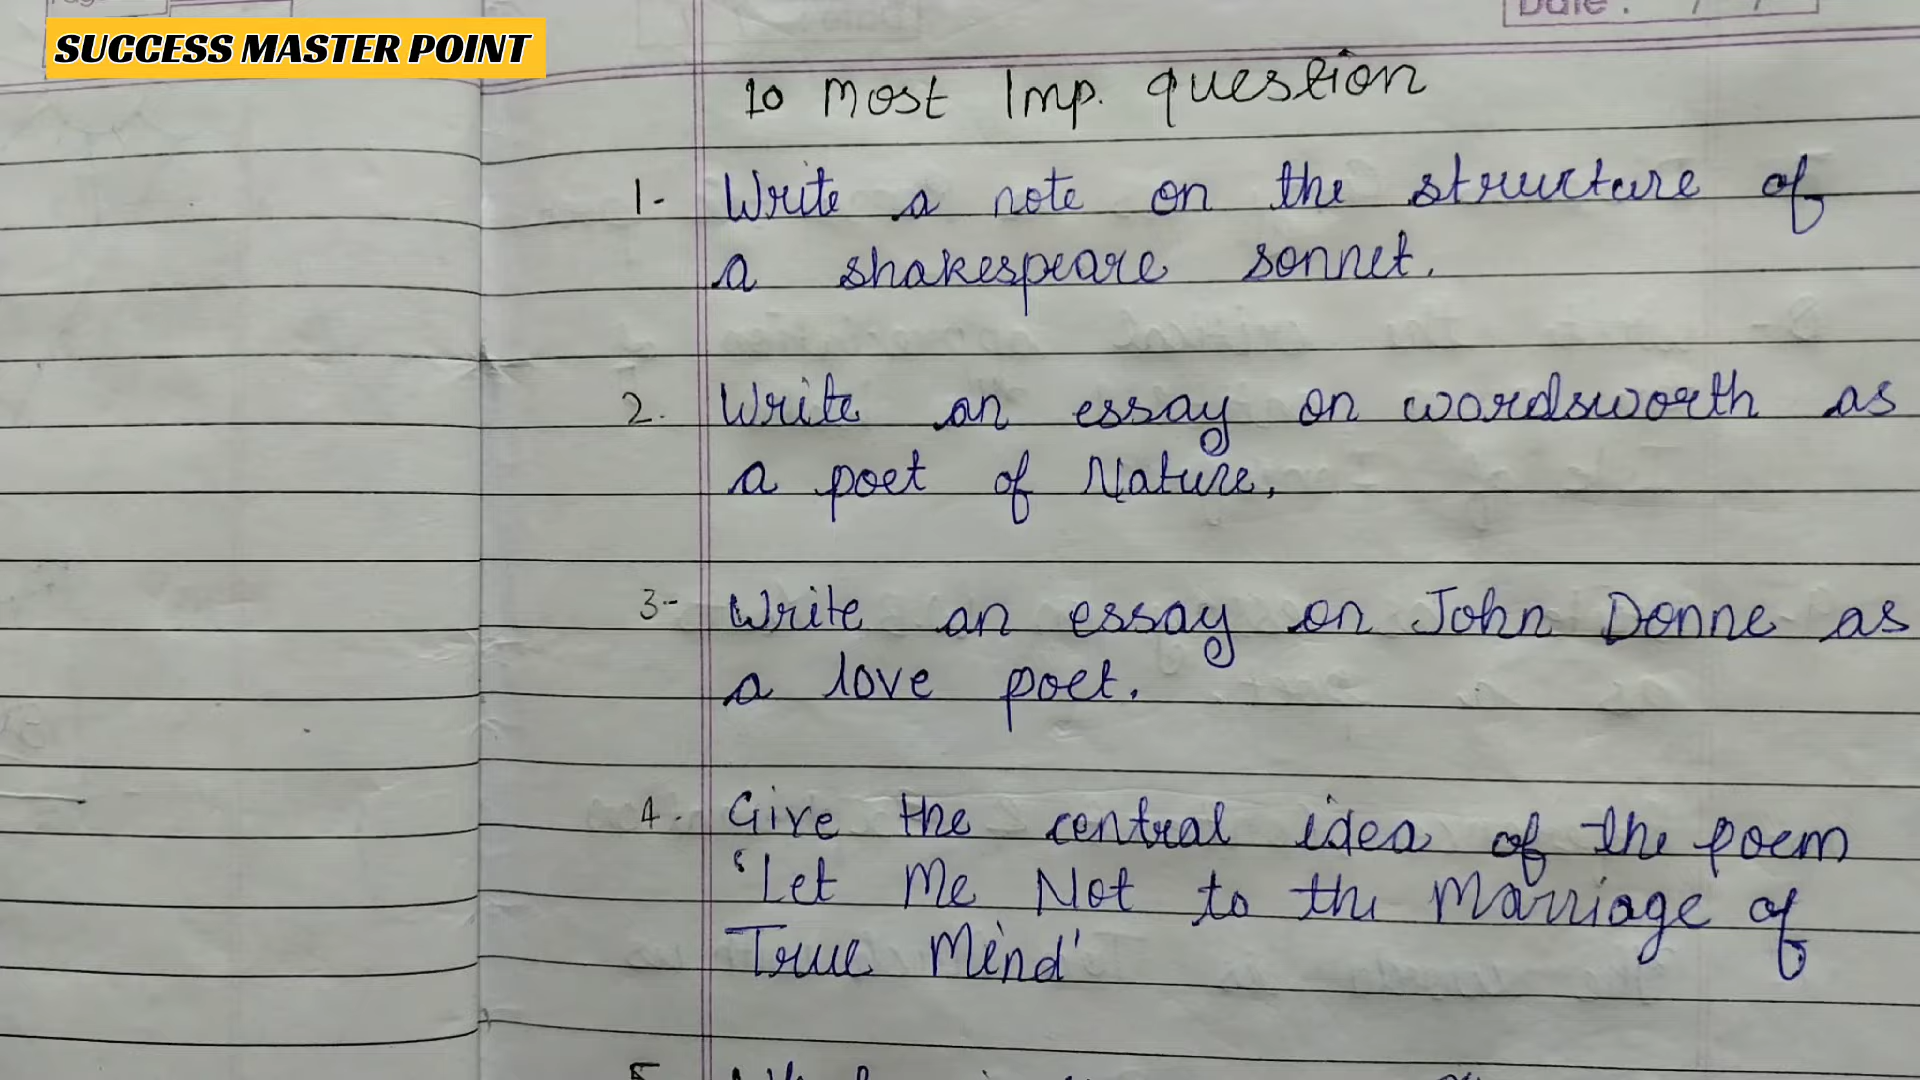 SUCCESS MASTER POINT
Date :
10 Most Imp. question
1- Write a note on the structure of
a shakespeare sonnet.
2. Write an essay on wordsworth as
a poet of Nature.
3- Write an essay on John Donne as
a love poet.
4. Give the central idea of the poem
'Let Me Not to the Marriage of
True Mind'
5